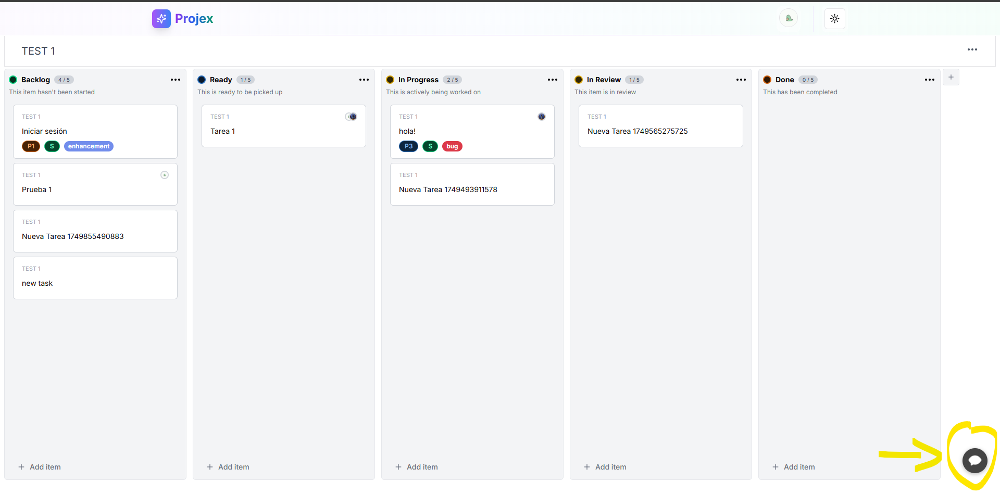 Projex
TEST 1
Backlog 4 / 5
This item hasn't been started
TEST 1
Iniciar sesión
P1 S enhancement
TEST 1
Prueba 1
TEST 1
Nueva Tarea 1749855490883
TEST 1
new task
+ Add item
Ready 1 / 5
This is ready to be picked up
TEST 1
Tarea 1
+ Add item
In Progress 2 / 5
This is actively being worked on
TEST 1
hola!
P3 S bug
TEST 1
Nueva Tarea 1749493911578
+ Add item
In Review 1 / 5
This item is in review
TEST 1
Nueva Tarea 1749565275725
+ Add item
Done 0 / 5
This has been completed
+ Add item
+